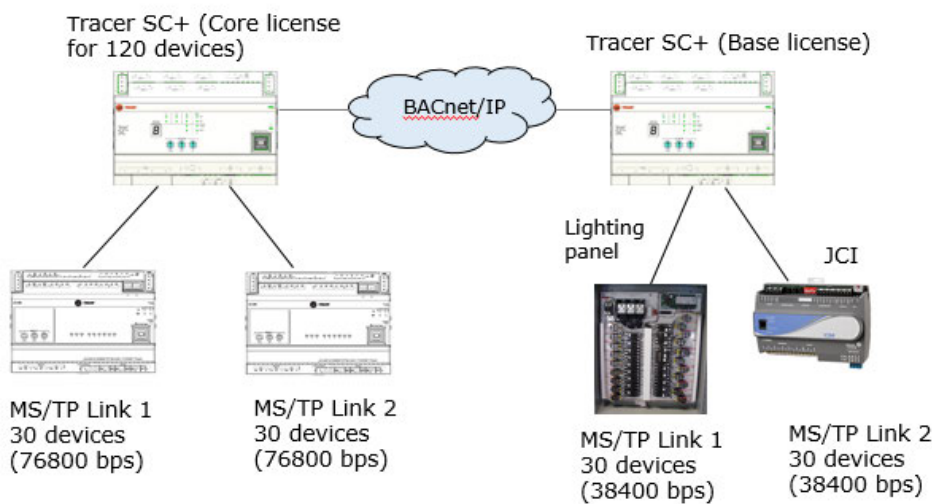 Tracer SC+ (Core license
for 120 devices)
Tracer SC+ (Base license)
BACnet/IP
Lighting
panel
JCI
MS/TP Link 1
30 devices
(76800 bps)
MS/TP Link 2
30 devices
(76800 bps)
MS/TP Link 1
30 devices
(38400 bps)
MS/TP Link 2
30 devices
(38400 bps)